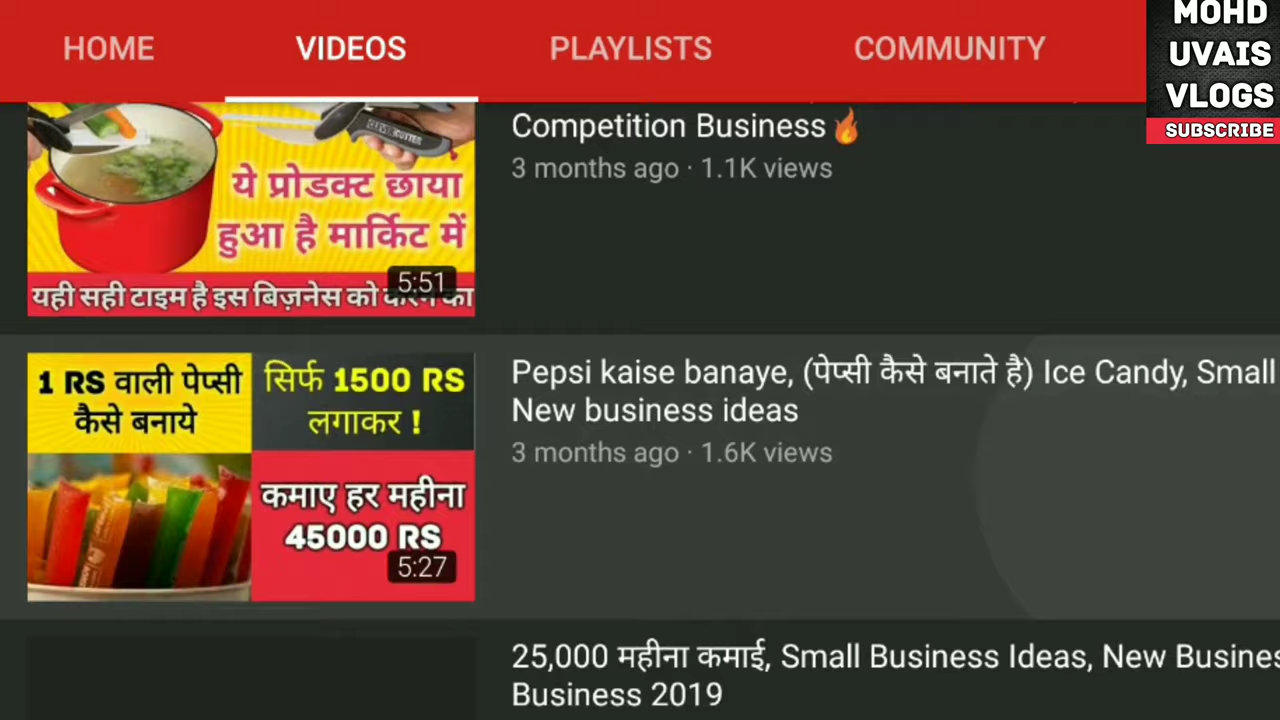 HOME VIDEOS PLAYLISTS COMMUNITY
MOHD
UVAIS
VLOGS
SUBSCRIBE
ये प्रोडक्ट छाया
हुआ है मार्किट में
यही सही टाइम है इस बिज़नेस को करने का
5:51
Competition Business🔥
3 months ago · 1.1K views
1 RS वाली पेप्सी
कैसे बनाये
सिर्फ 1500 RS
लगाकर !
कमाए हर महीना
45000 RS
5:27
Pepsi kaise banaye, (पेप्सी कैसे बनाते है) Ice Candy, Small
New business ideas
3 months ago · 1.6K views
25,000 महीना कमाई, Small Business Ideas, New Busines
Business 2019